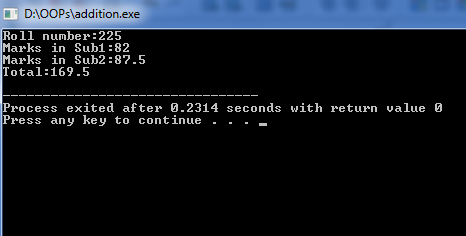 D:\OOPs\addition.exe
Roll number:225
Marks in Sub1:82
Marks in Sub2:87.5
Total:169.5
--------------------------------
Process exited after 0.2314 seconds with return value 0
Press any key to continue . . . _